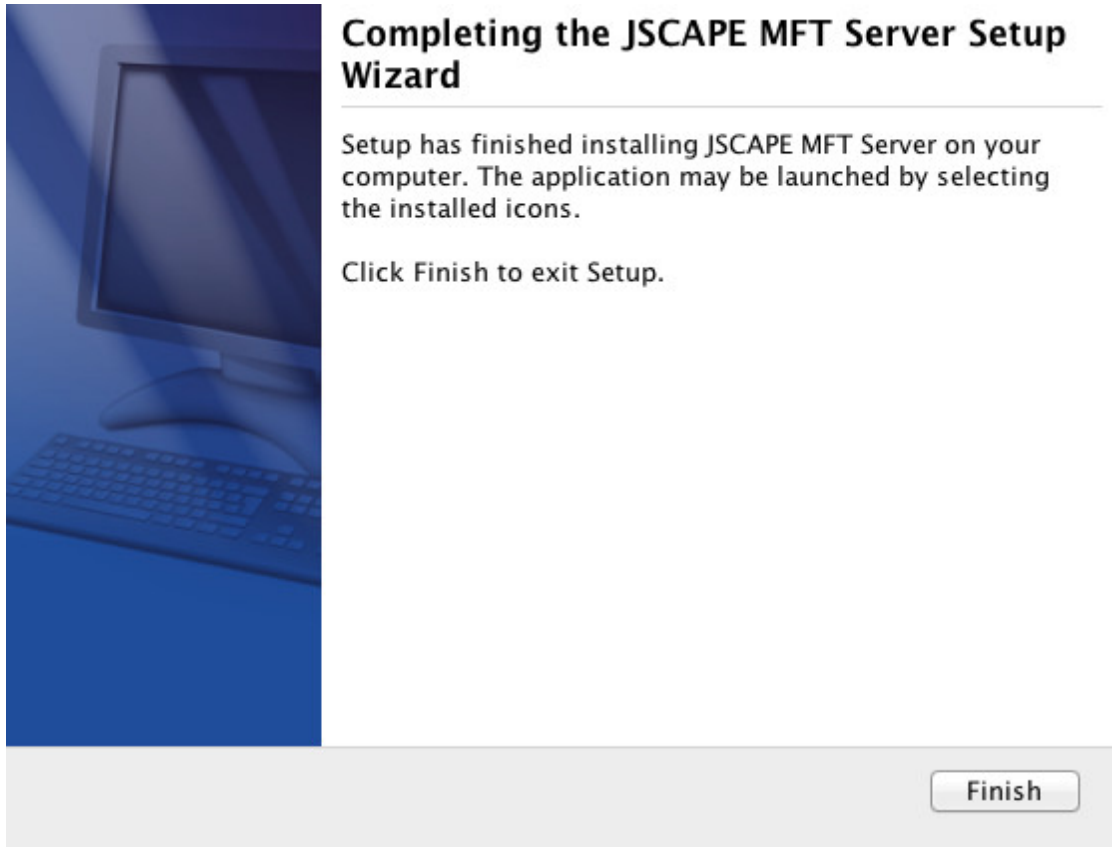 Completing the JSCAPE MFT Server Setup
Wizard
Setup has finished installing JSCAPE MFT Server on your
computer. The application may be launched by selecting
the installed icons.
Click Finish to exit Setup.
Finish